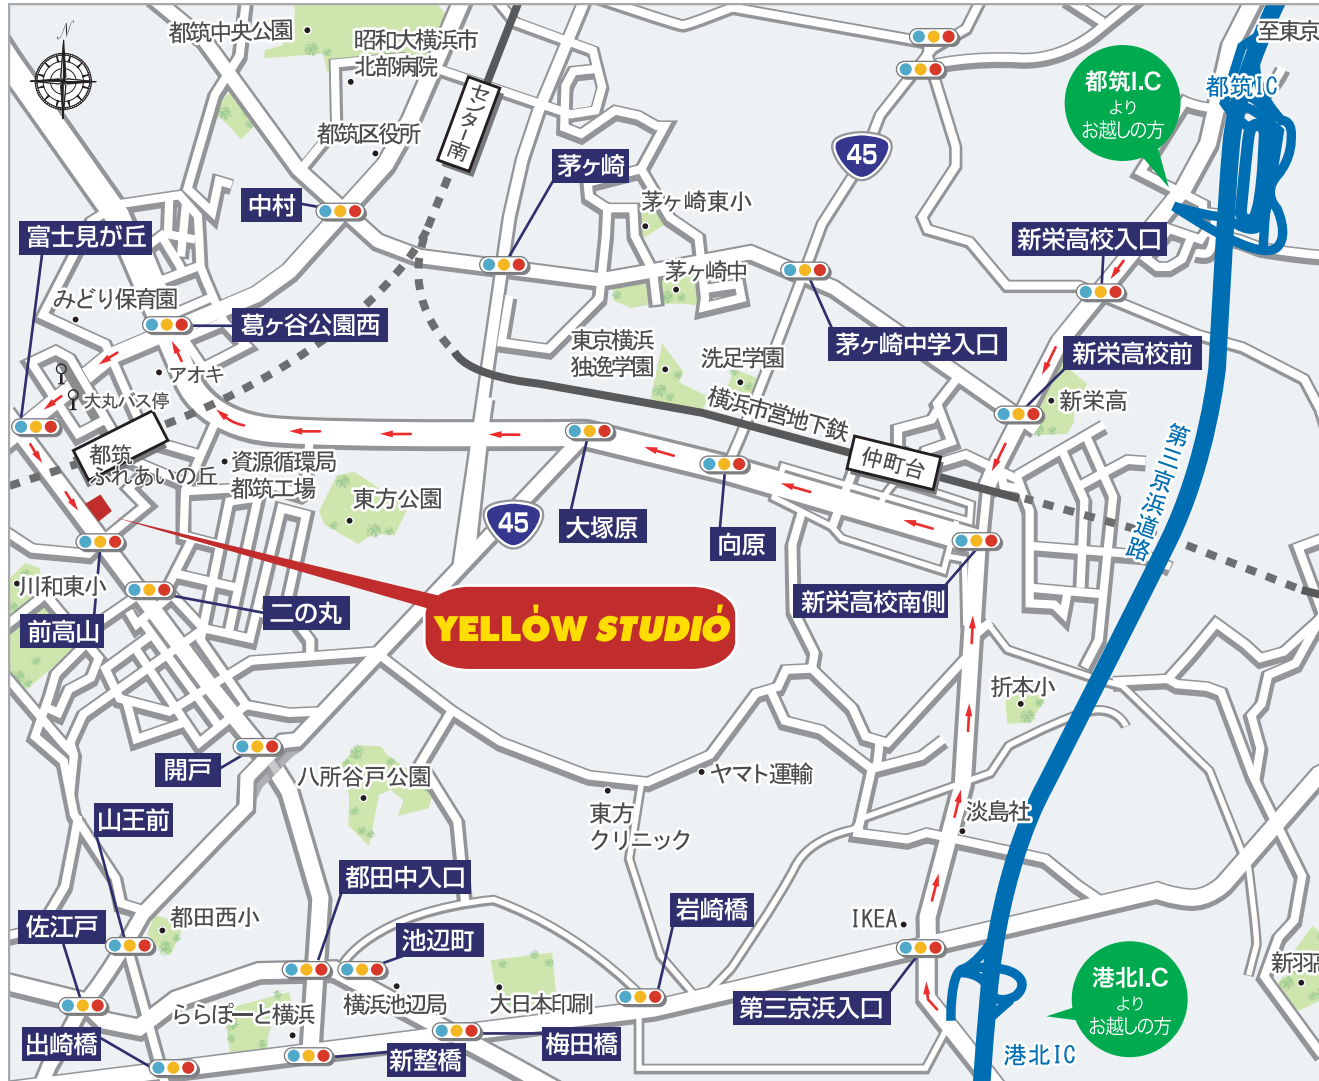 N
都筑中央公園
昭和大横浜市
北部病院
至東京
都筑IC
都筑I.C
より
お越しの方
センター南
都筑区役所
45
茅ヶ崎
中村
茅ヶ崎東小
富士見が丘
新栄高校入口
茅ヶ崎中
みどり保育園
葛ヶ谷公園西
東京横浜
独逸学園
洗足学園
茅ヶ崎中学入口
新栄高校前
アオキ
大丸バス停
横浜市営地下鉄
新栄高
第三京浜道路
都筑
ふれあいの丘
資源循環局
都筑工場
仲町台
東方公園
45
大塚原
向原
川和東小
前高山
二の丸
新栄高校南側
YELLOW STUDIO
折本小
開戸
八所谷戸公園
ヤマト運輸
東方
クリニック
淡島社
山王前
都田中入口
佐江戸
都田西小
池辺町
岩崎橋
IKEA
横浜池辺局
大日本印刷
第三京浜入口
港北I.C
より
お越しの方
新羽高
ららぽーと横浜
出崎橋
新整橋
梅田橋
港北IC